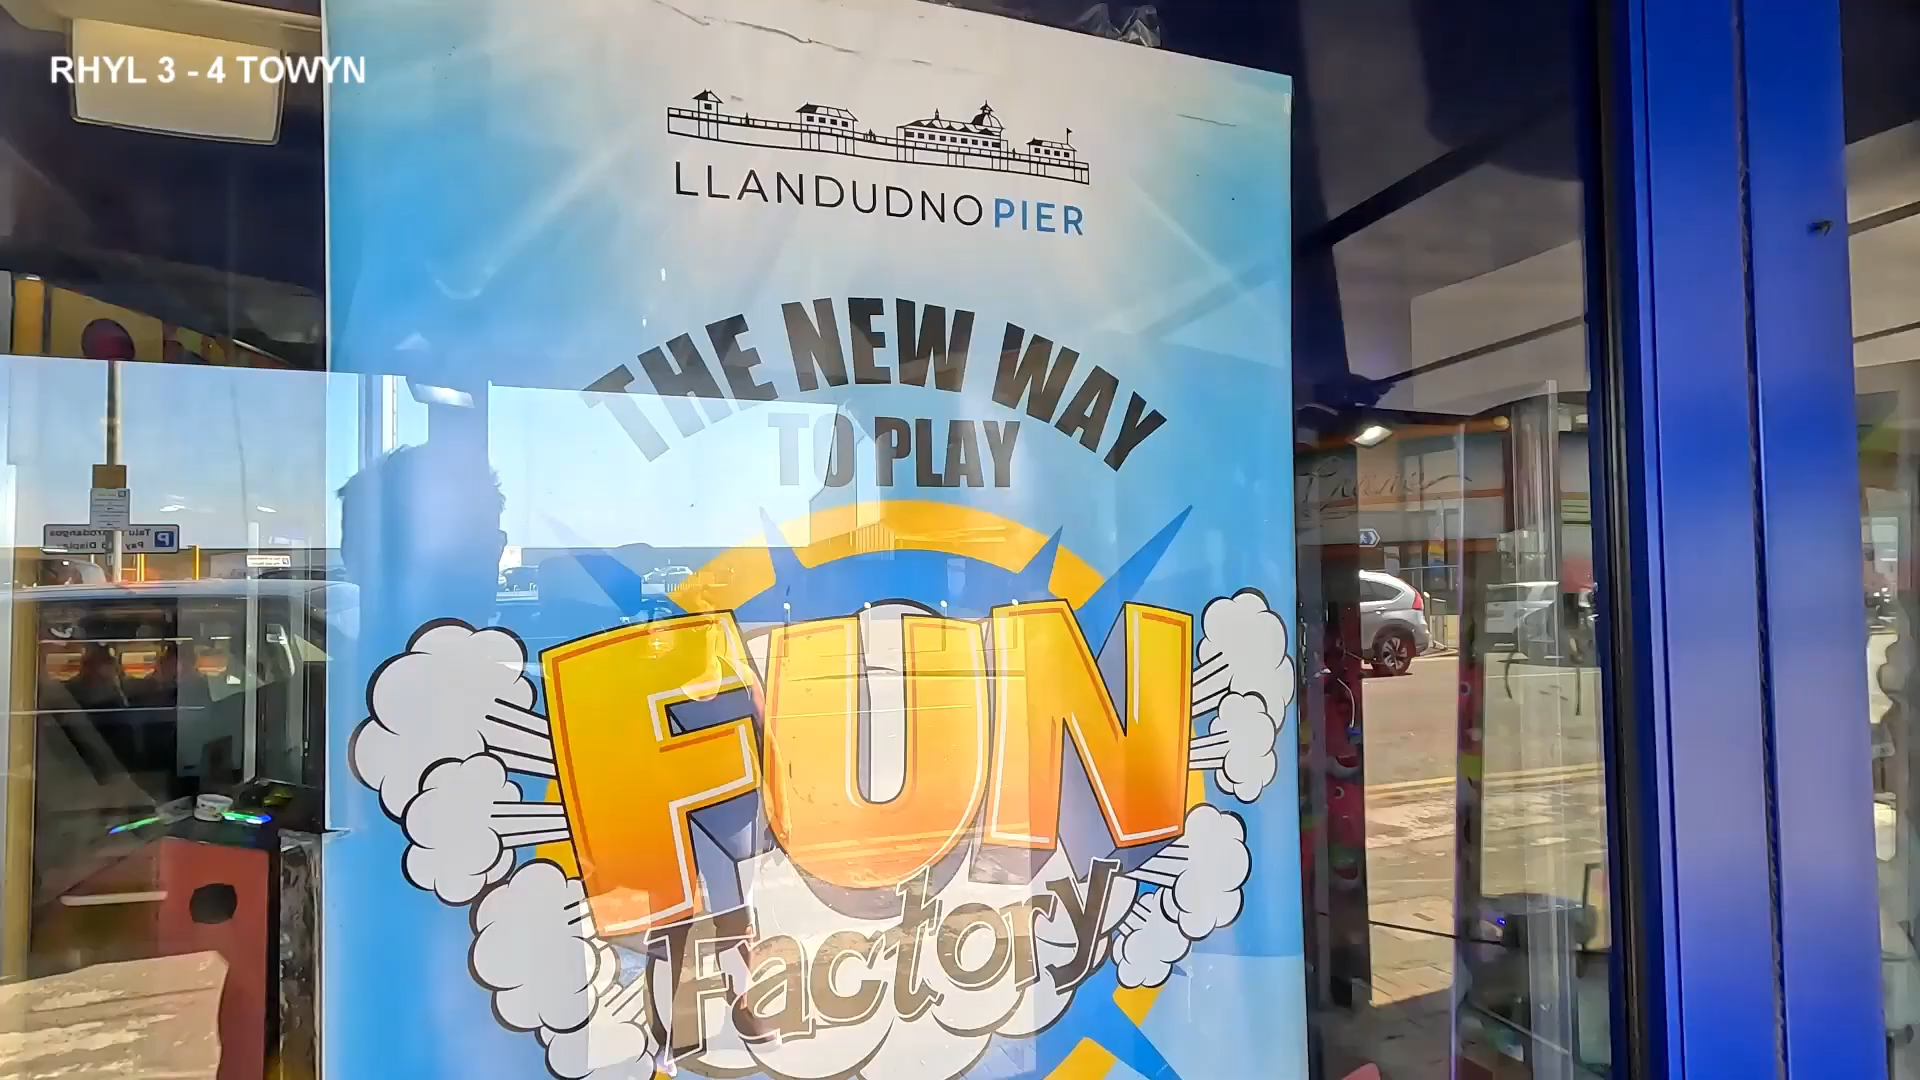 RHYL 3 - 4 TOWYN
LLANDUDNO PIER
THE NEW WAY
TO PLAY
FUN
Factory